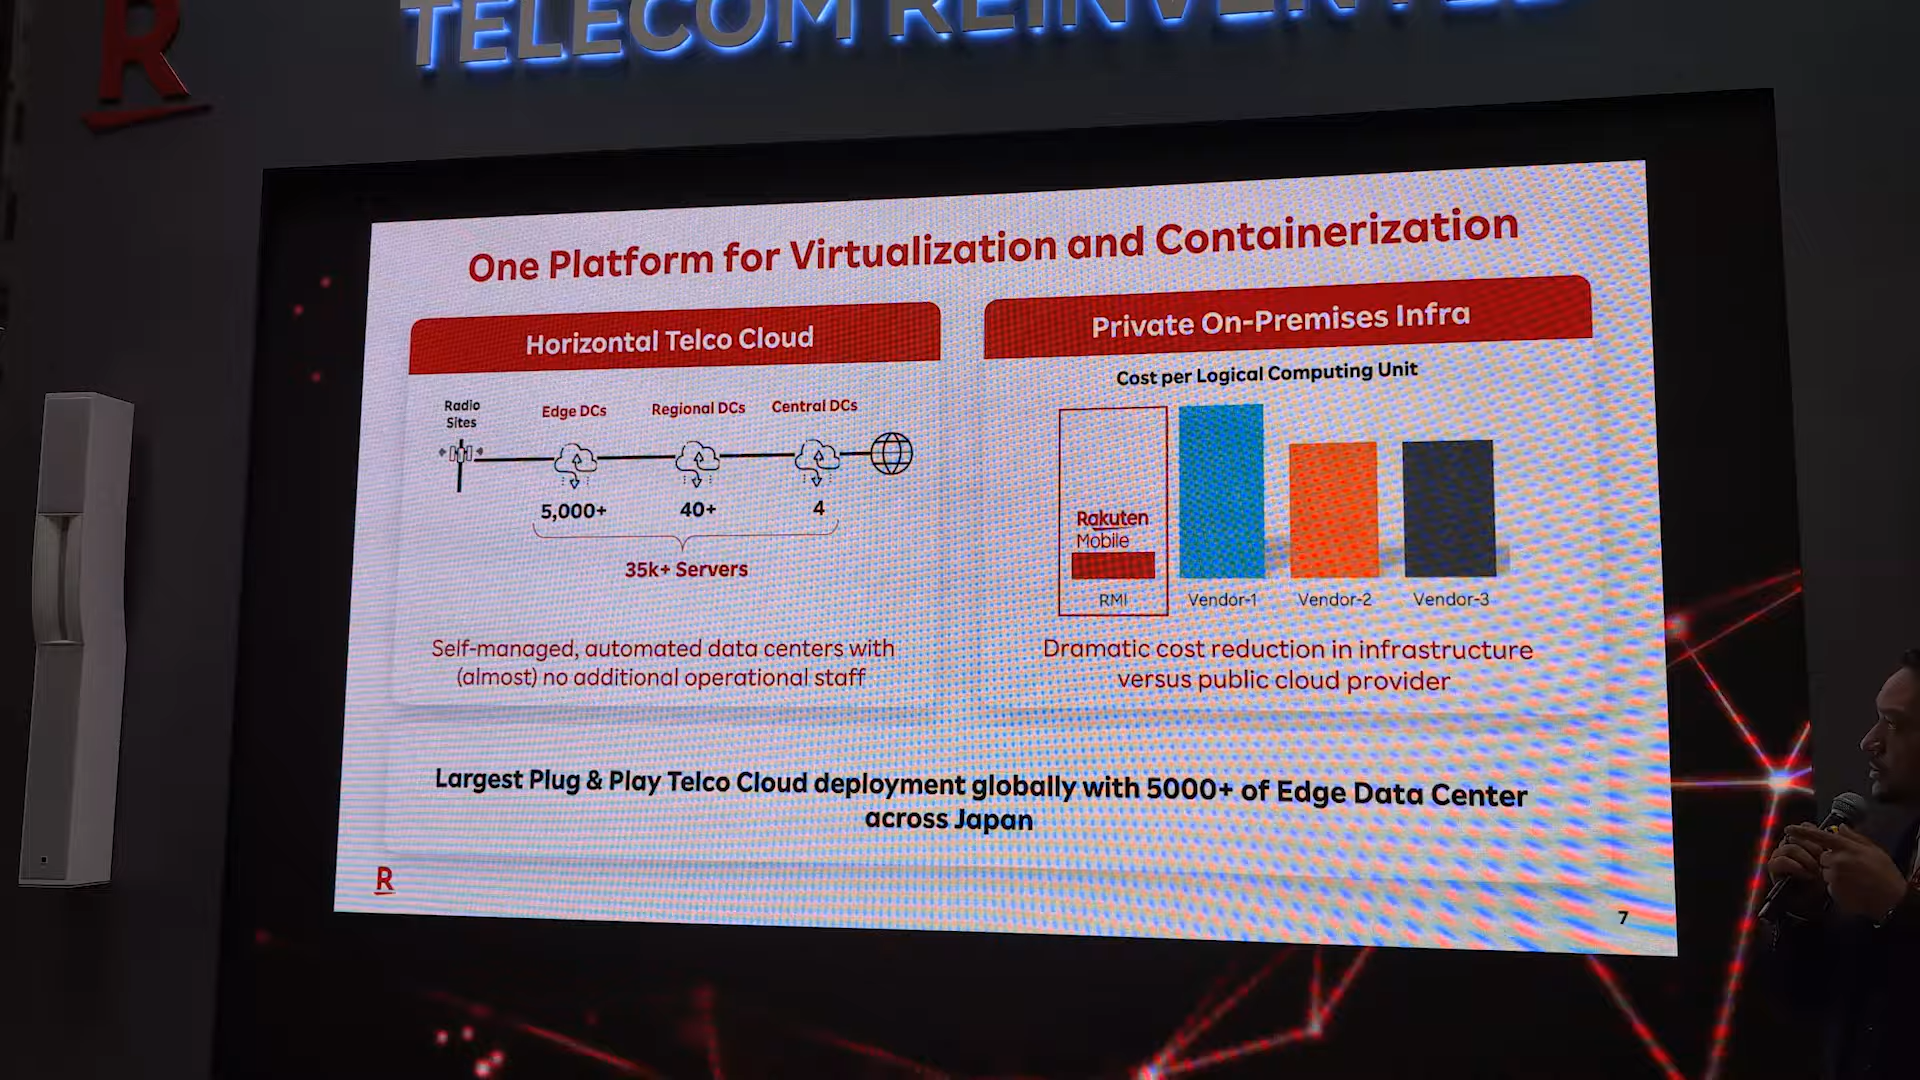 TELECOM REINVENTED
R
One Platform for Virtualization and Containerization
Horizontal Telco Cloud
Radio
Sites
Edge DCs
Regional DCs
Central DCs
5,000+
40+
4
35k+ Servers
Self-managed, automated data centers with
(almost) no additional operational staff
Private On-Premises Infra
Cost per Logical Computing Unit
Rakuten
Mobile
RMI
Vendor-1
Vendor-2
Vendor-3
Dramatic cost reduction in infrastructure
versus public cloud provider
Largest Plug & Play Telco Cloud deployment globally with 5000+ of Edge Data Center
across Japan
R
7